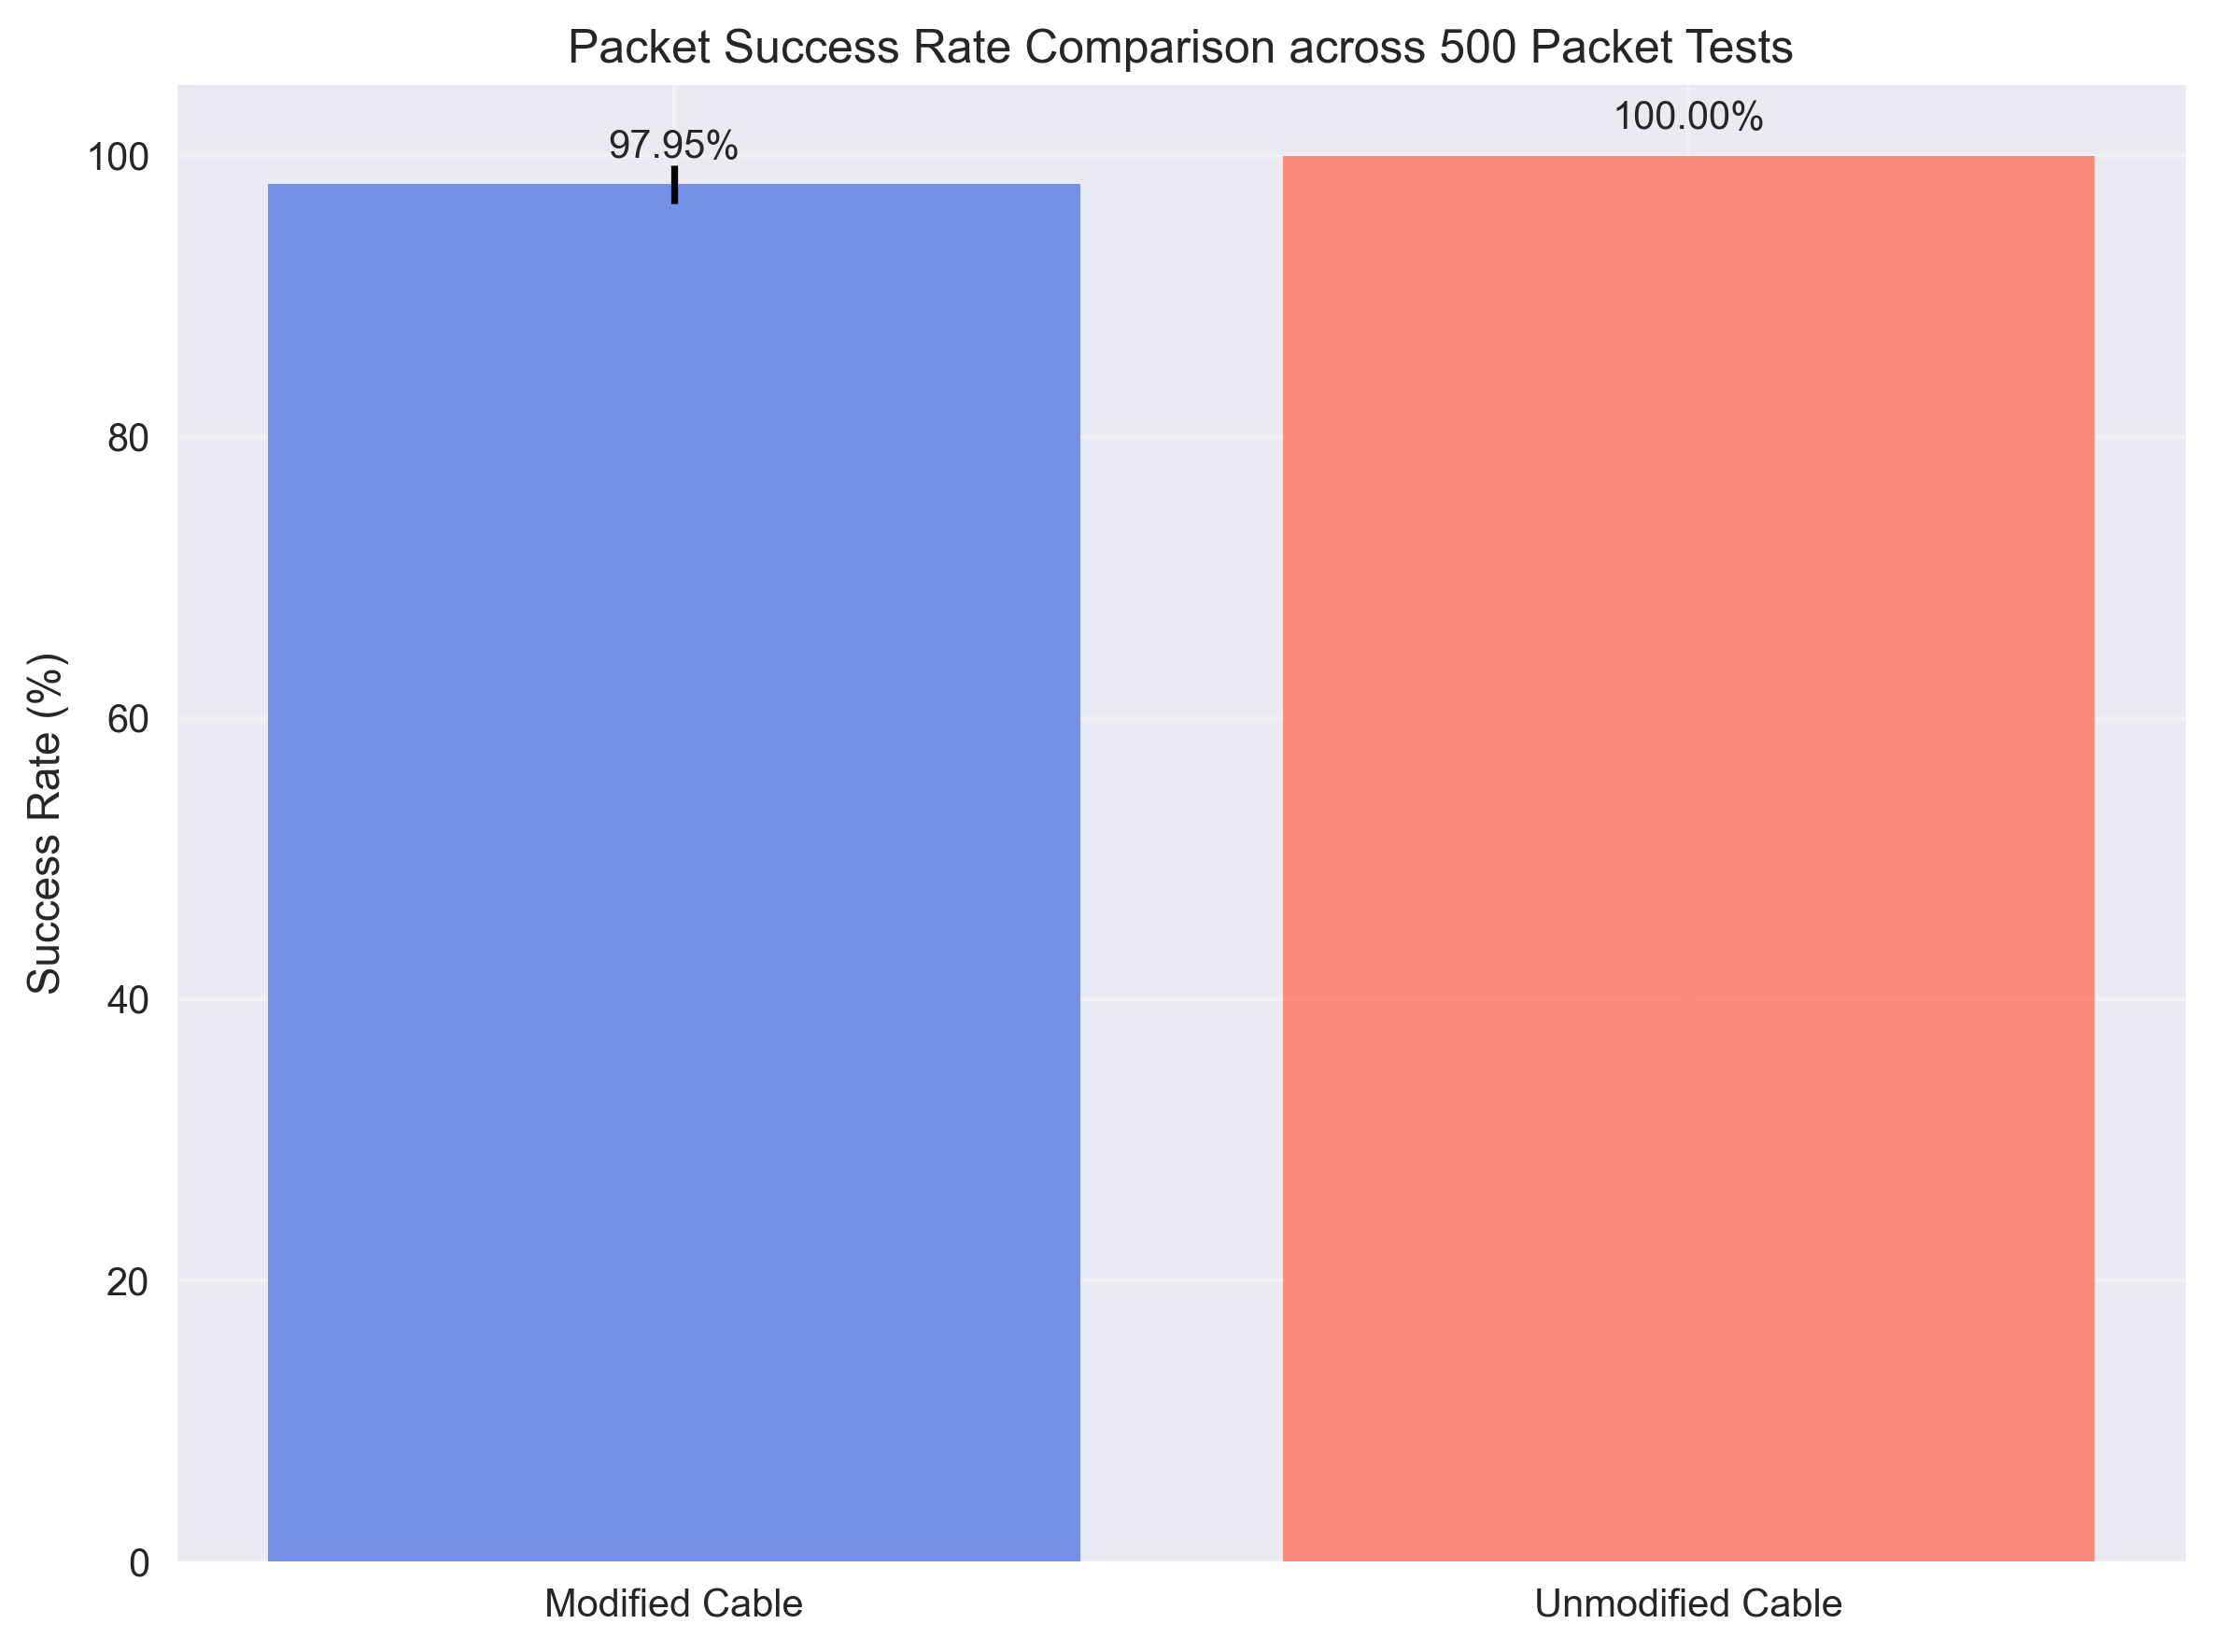 Packet Success Rate Comparison across 500 Packet Tests
97.95%
100.00%
100
80
60
40
20
0
Success Rate (%)
Modified Cable
Unmodified Cable